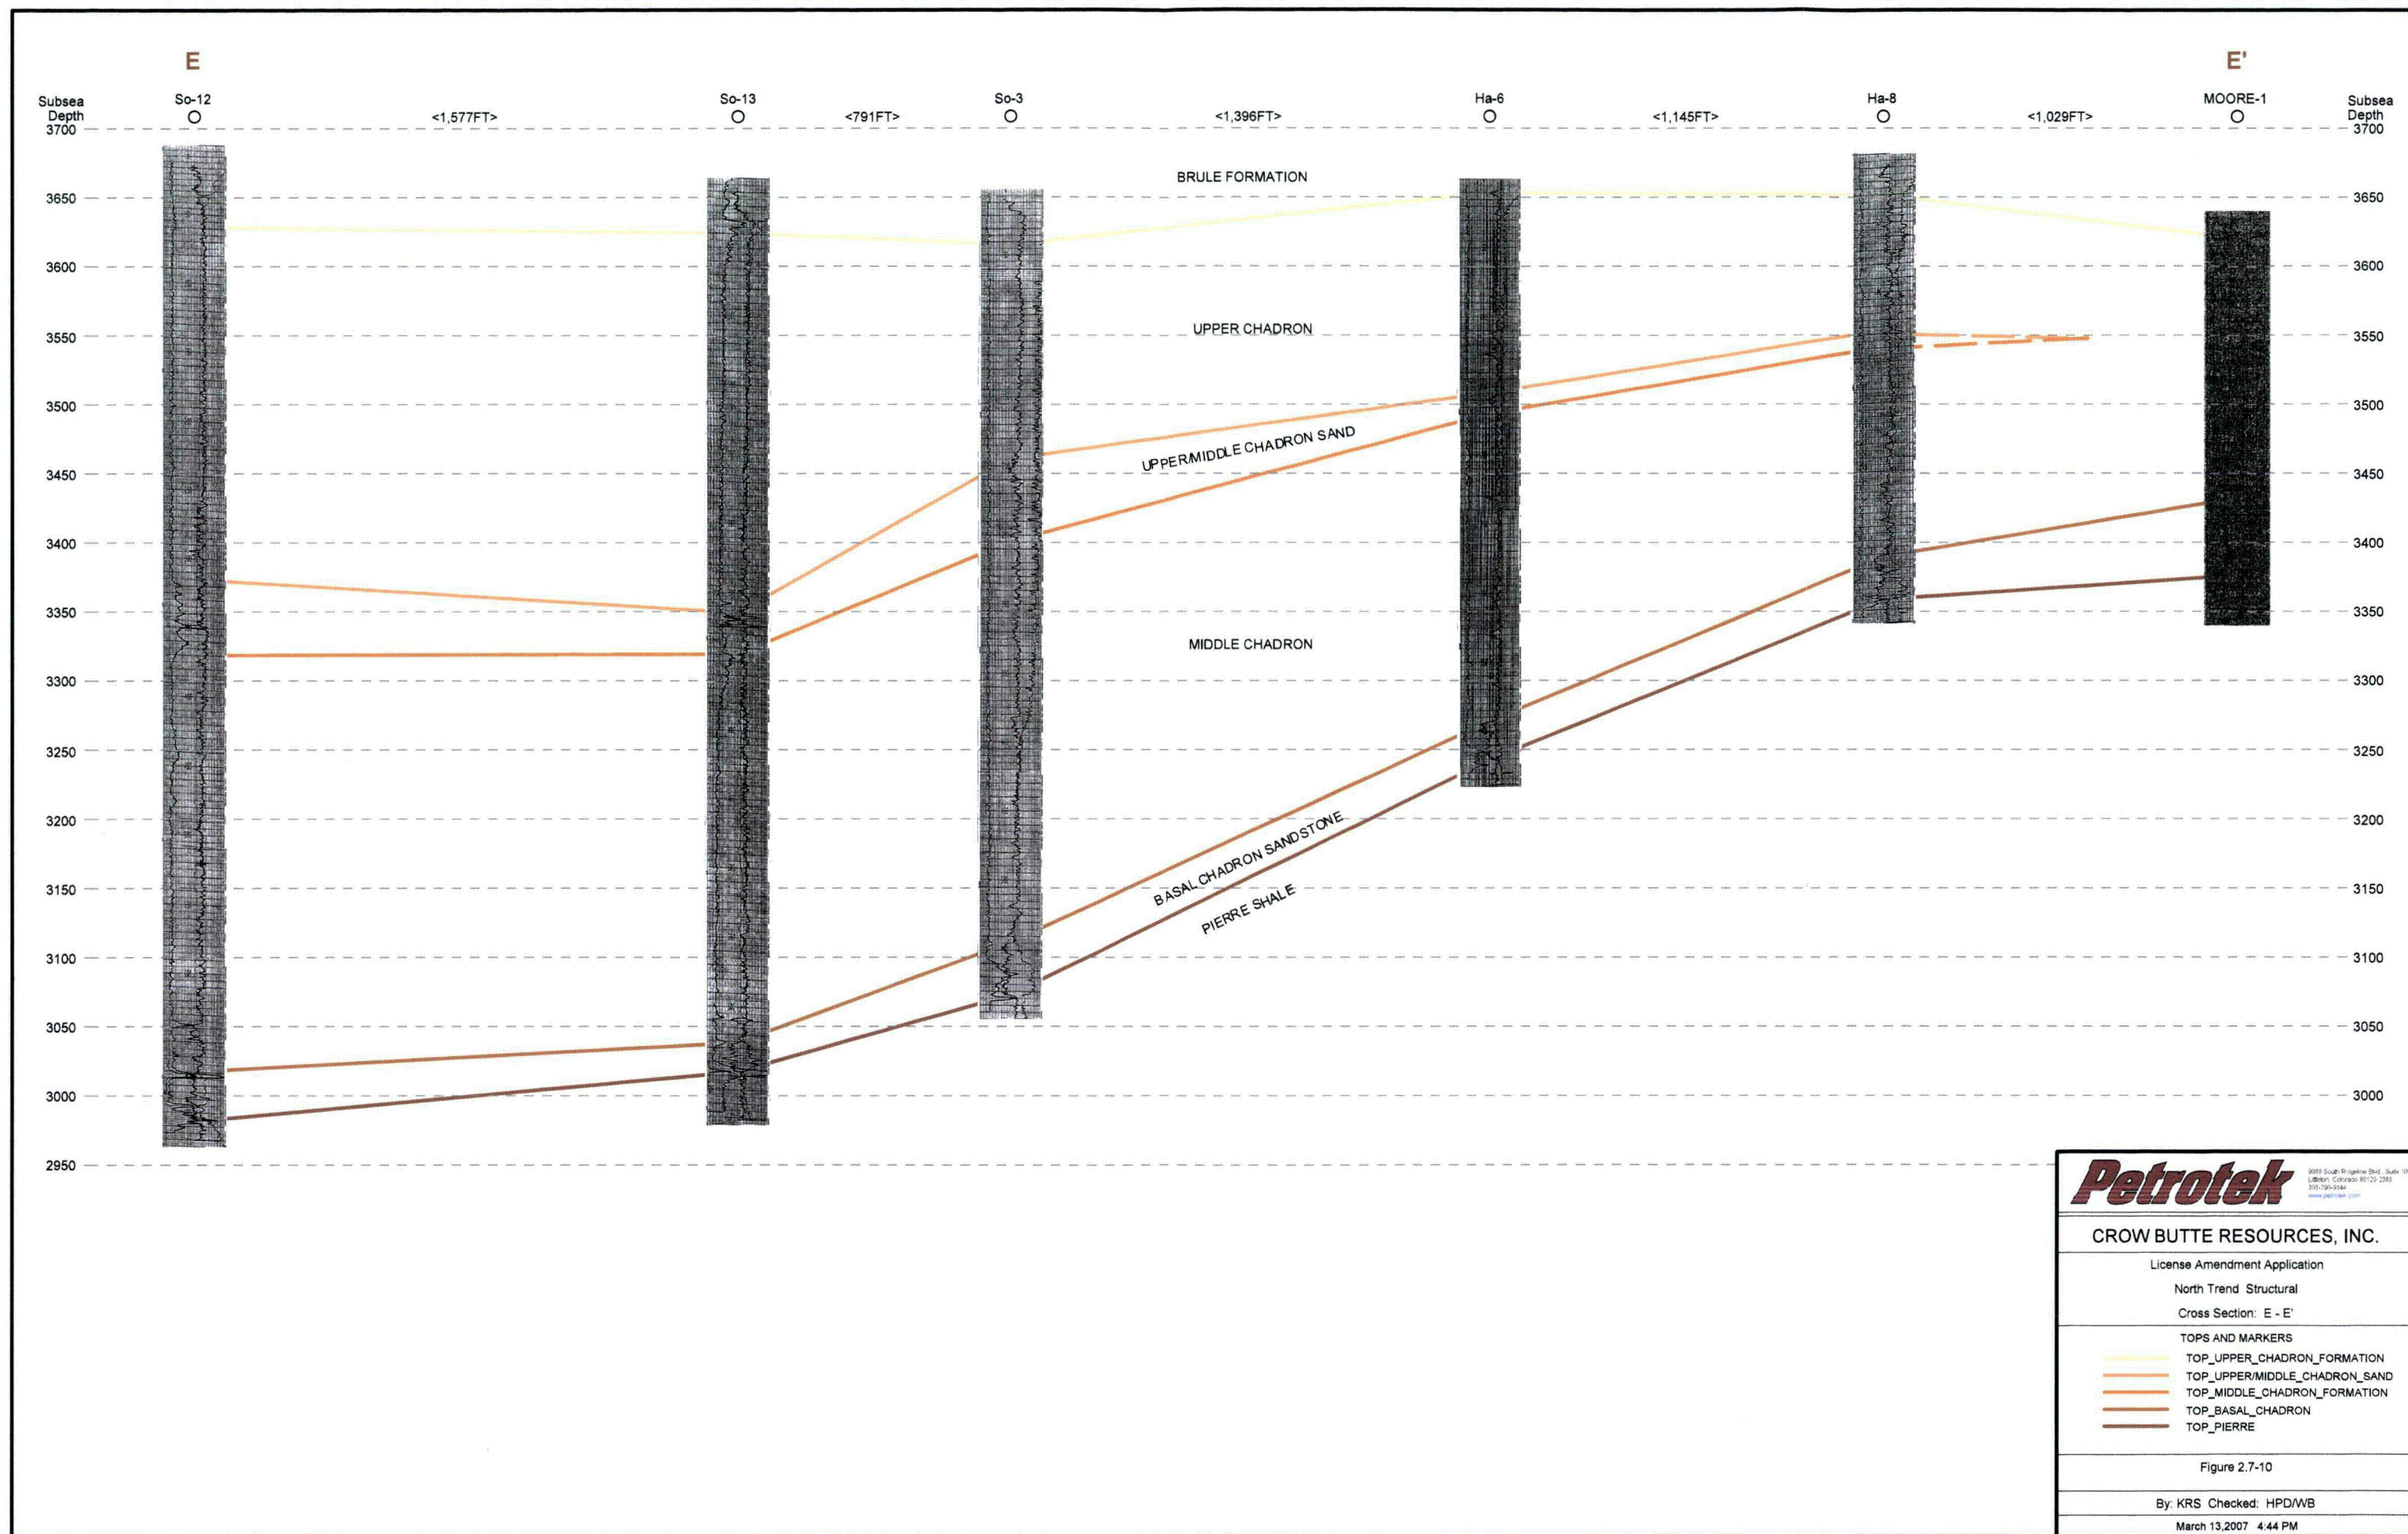 E
E'
Subsea
Depth
So-12
<1,577FT>
So-13
<791FT>
So-3
<1,396FT>
Ha-6
<1,145FT>
Ha-8
<1,029FT>
MOORE-1
Subsea
Depth
3700
3700
BRULE FORMATION
3650
3650
3600
3600
UPPER CHADRON
3550
3550
3500
3500
UPPER/MIDDLE CHADRON SAND
3450
3450
3400
3400
3350
3350
MIDDLE CHADRON
3300
3300
3250
3250
3200
3200
BASAL CHADRON SANDSTONE
3150
3150
PIERRE SHALE
3100
3100
3050
3050
3000
3000
2950
Petrotek
Littleton, Colorado
www.petrotek.com
CROW BUTTE RESOURCES, INC.
License Amendment Application
North Trend Structural
Cross Section: E - E'
TOPS AND MARKERS
TOP_UPPER_CHADRON_FORMATION
TOP_UPPER/MIDDLE_CHADRON_SAND
TOP_MIDDLE_CHADRON_FORMATION
TOP_BASAL_CHADRON
TOP_PIERRE
Figure 2.7-10
By: KRS Checked: HPD/WB
March 13,2007 4:44 PM